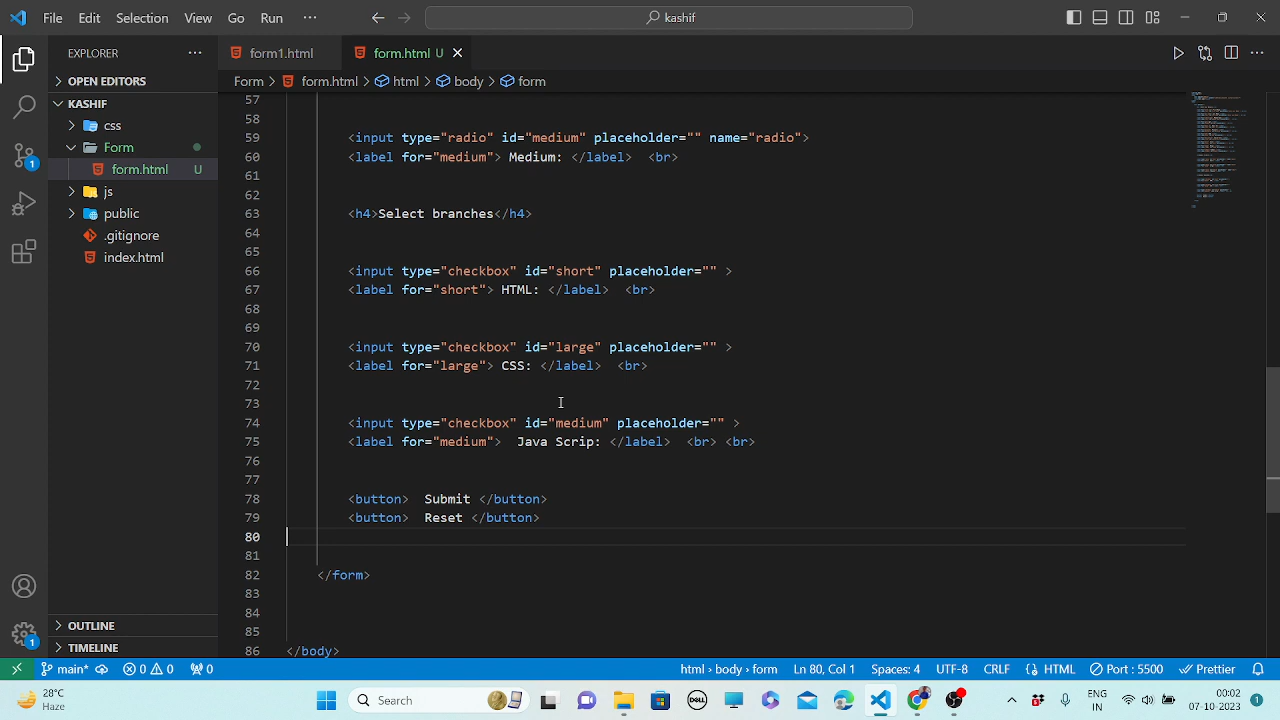 File Edit Selection View Go Run ··· kashif
EXPLORER ···
form1.html form.html U
OPEN EDITORS
Form > form.html > html > body > form
KASHIF
css
Form
form.html U
js
public
.gitignore
index.html
OUTLINE
TIMELINE
57
58
59 <input type="radio" id="medium" placeholder="" name="radio">
60 <label for="medium"> Medium: </label> <br>
61
62
63 <h4>Select branches</h4>
64
65
66 <input type="checkbox" id="short" placeholder="" >
67 <label for="short"> HTML: </label> <br>
68
69
70 <input type="checkbox" id="large" placeholder="" >
71 <label for="large"> CSS: </label> <br>
72
73
74 <input type="checkbox" id="medium" placeholder="" >
75 <label for="medium"> Java Scrip: </label> <br> <br>
76
77
78 <button> Submit </button>
79 <button> Reset </button>
80
81
82 </form>
83
84
85
86 </body>
1
1
main* 0 0 0 html › body › form Ln 80, Col 1 Spaces: 4 UTF-8 CRLF HTML Port : 5500 Prettier
28°C
Haze
Search
ENG
IN
00:02
07-10-2023
1